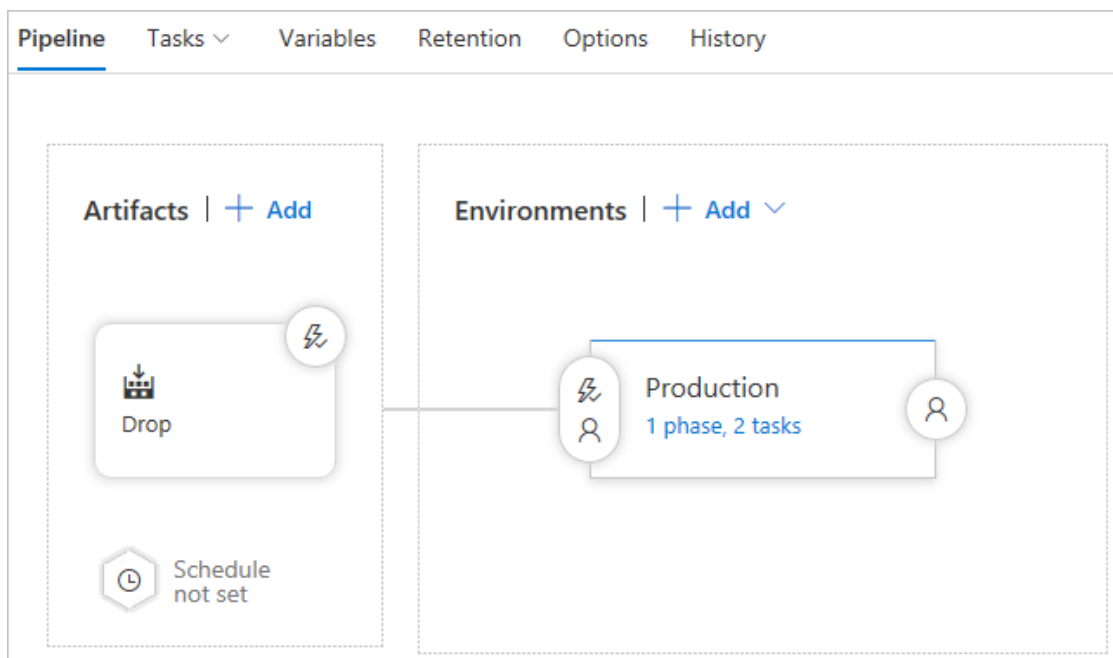 Pipeline Tasks Variables Retention Options History
Artifacts | + Add
Environments | + Add
Drop
Production
1 phase, 2 tasks
Schedule
not set